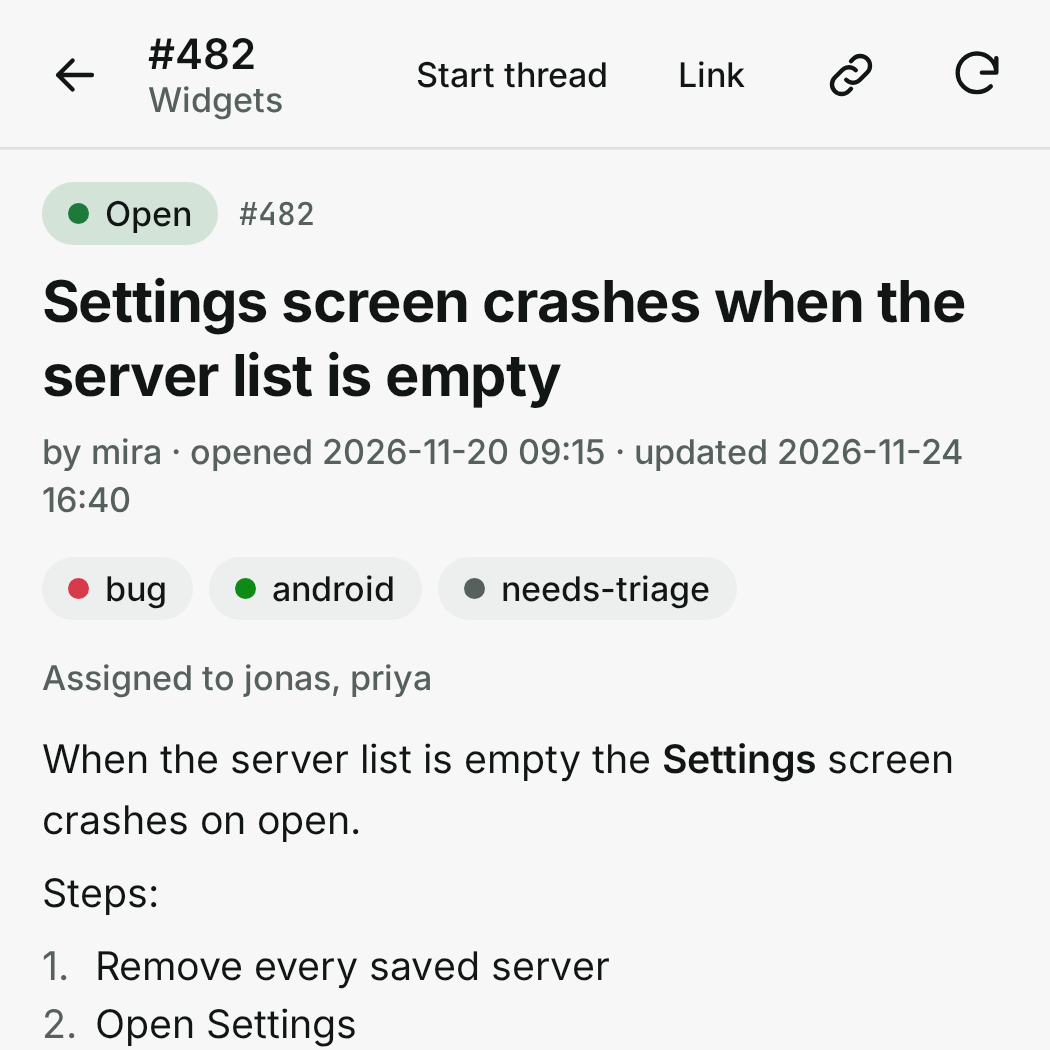 #482
Widgets
Start thread
Link
Open
#482
Settings screen crashes when the
server list is empty
by mira · opened 2026-11-20 09:15 · updated 2026-11-24
16:40
bug
android
needs-triage
Assigned to jonas, priya
When the server list is empty the Settings screen
crashes on open.
Steps:
1. Remove every saved server
2. Open Settings